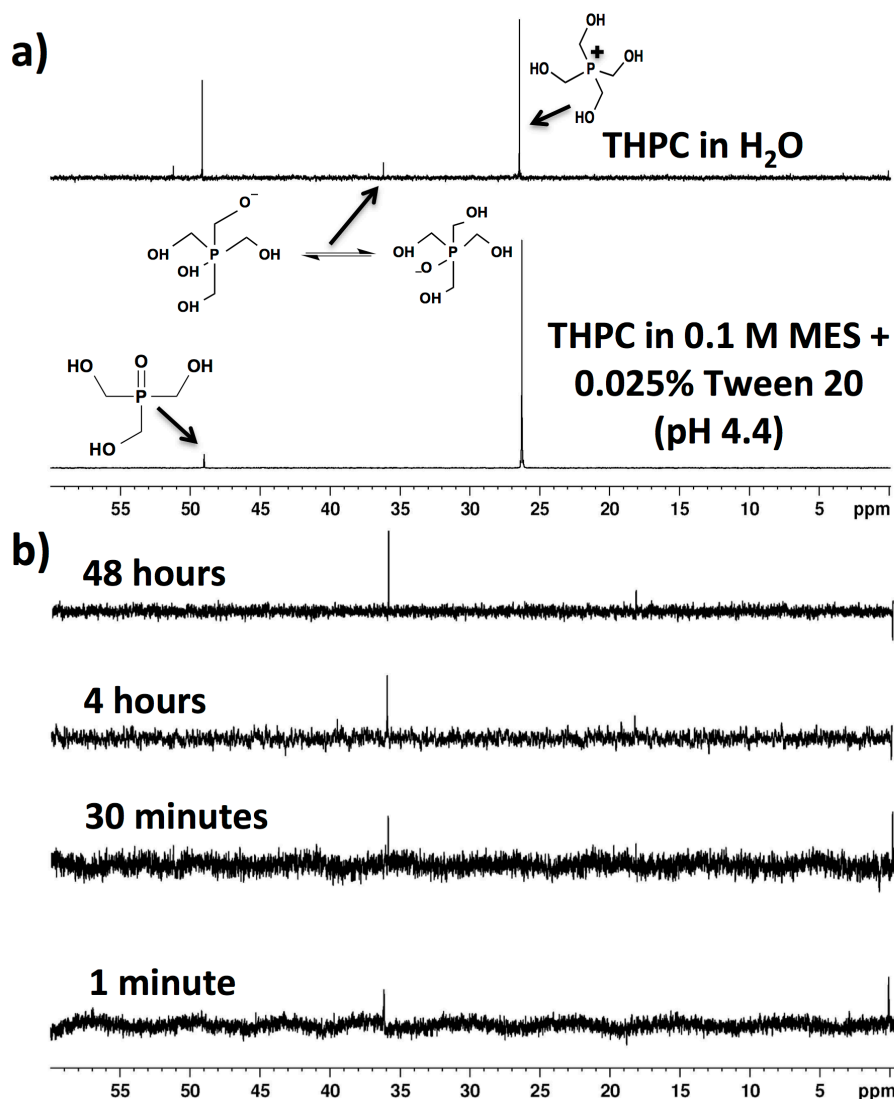 a)
OH
HO
P
+
OH
HO
THPC in H₂O
O⁻
OH
P
OH
OH
OH
OH
OH
P
OH
⁻O
OH
THPC in 0.1 M MES +
0.025% Tween 20
(pH 4.4)
HO
O
OH
P
HO
55 50 45 40 35 30 25 20 15 10 5 ppm
b)
48 hours
4 hours
30 minutes
1 minute
55 50 45 40 35 30 25 20 15 10 5 ppm